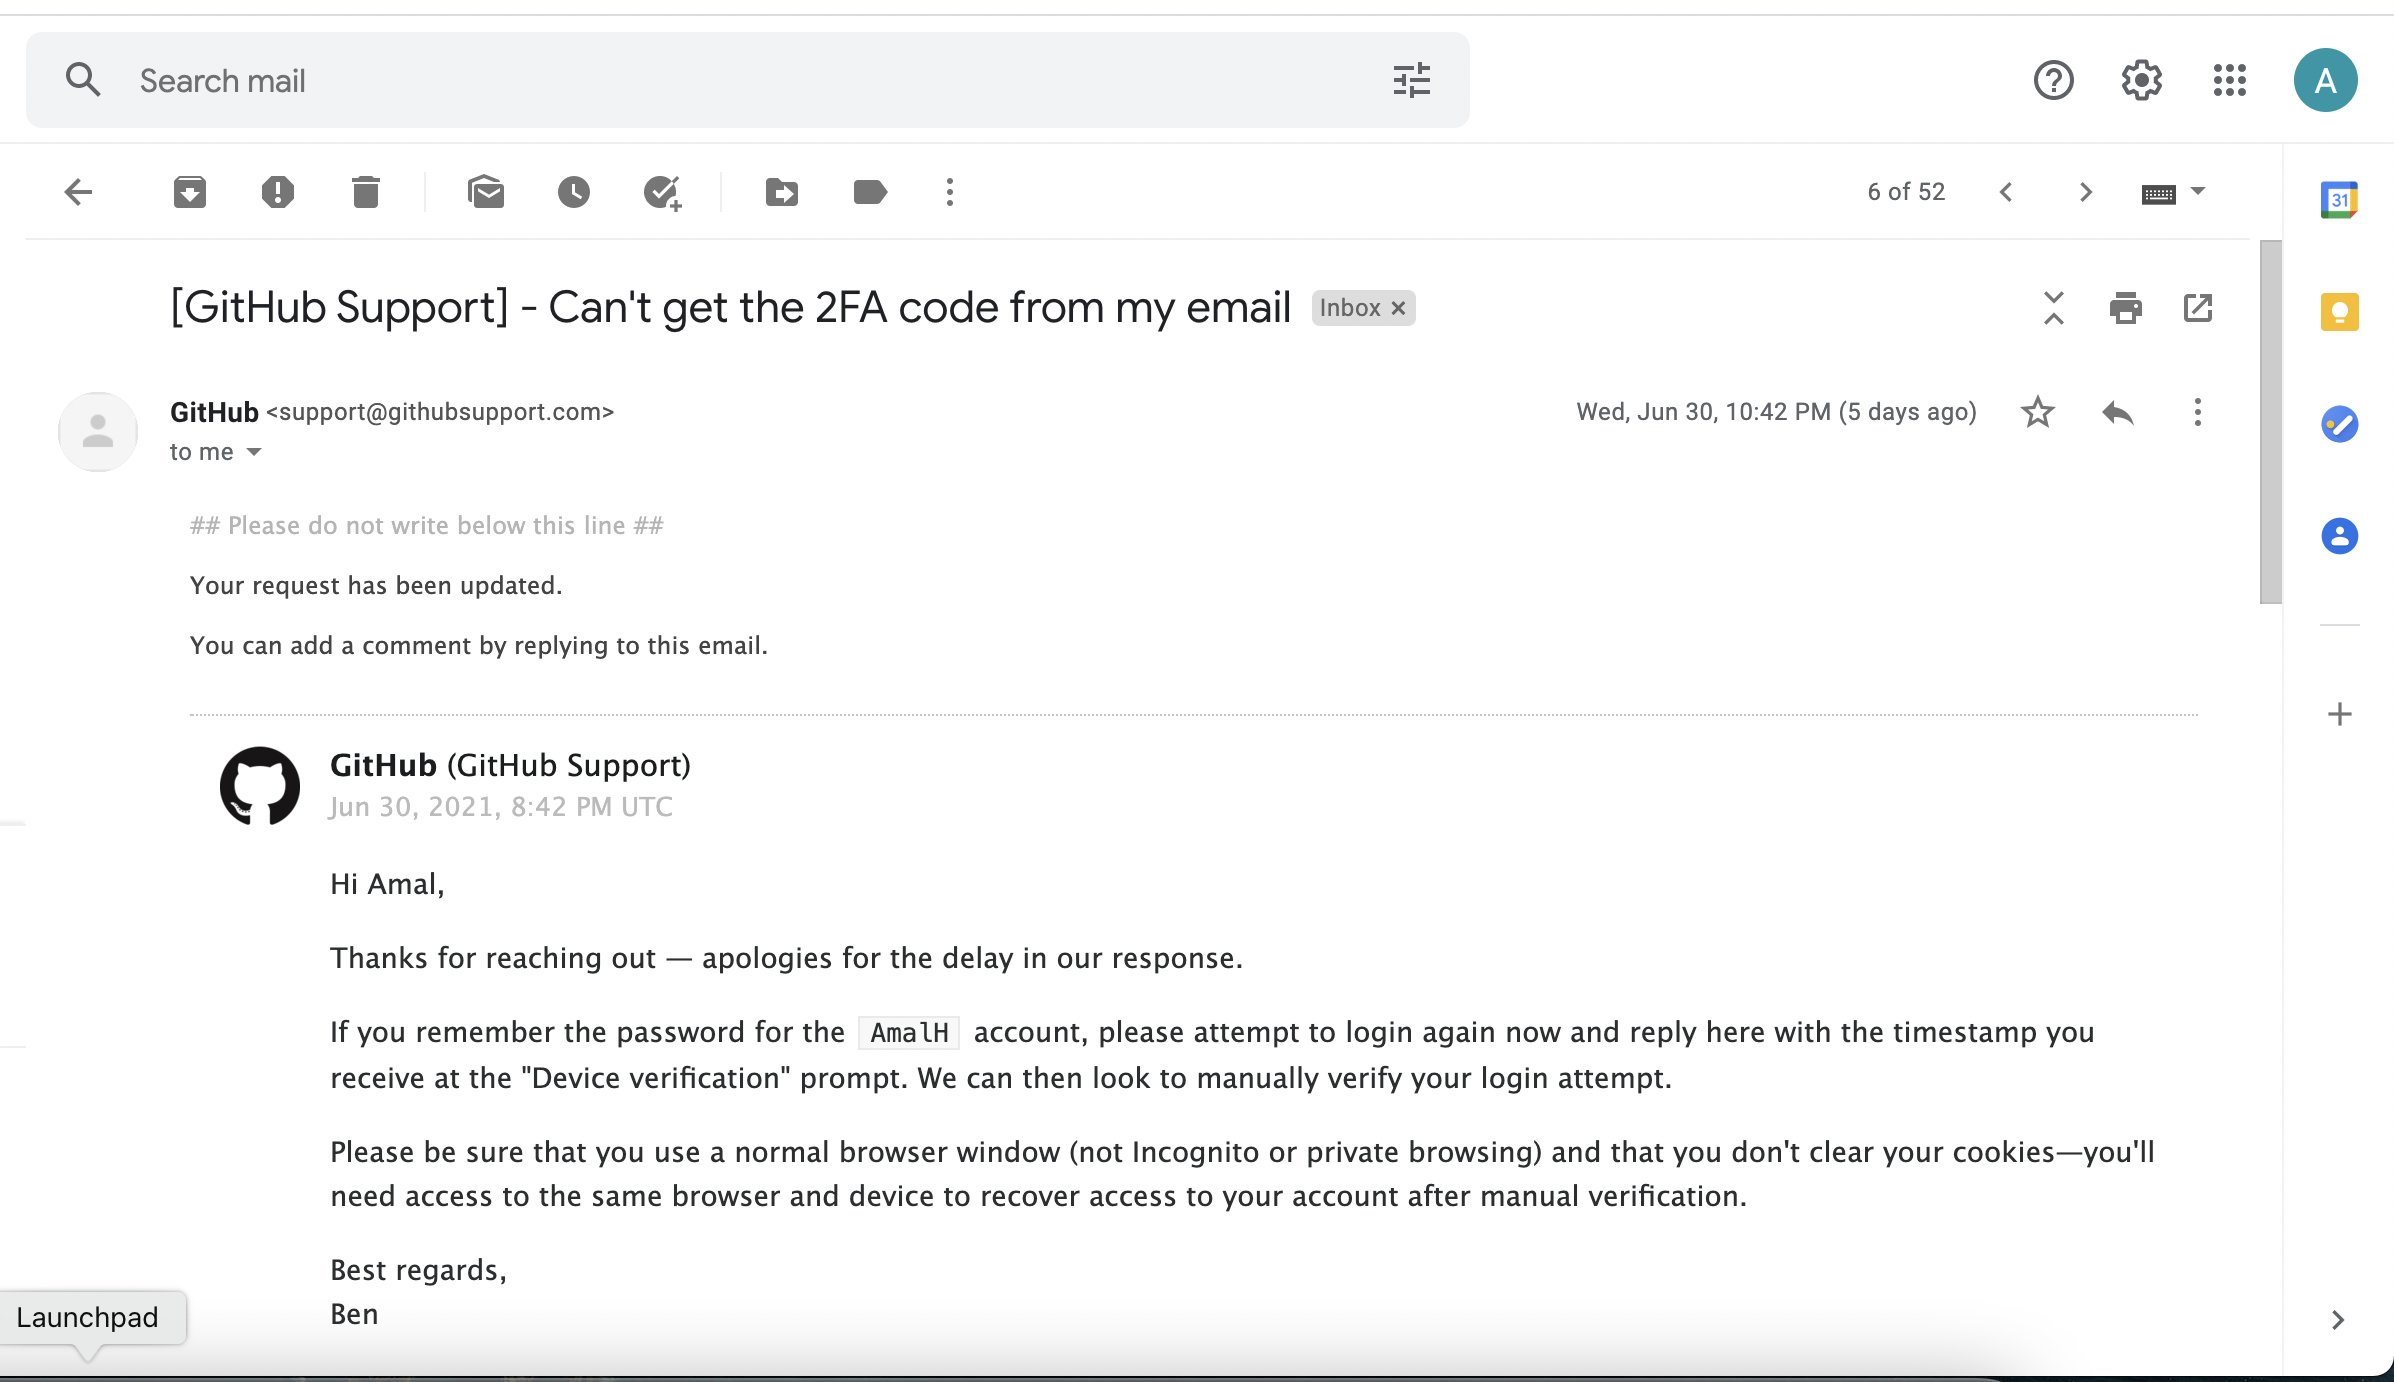 Search mail
A
6 of 52
31
[GitHub Support] - Can't get the 2FA code from my email Inbox ×
GitHub <support@githubsupport.com>
Wed, Jun 30, 10:42 PM (5 days ago)
to me
## Please do not write below this line ##
Your request has been updated.
You can add a comment by replying to this email.
GitHub (GitHub Support)
Jun 30, 2021, 8:42 PM UTC
Hi Amal,
Thanks for reaching out — apologies for the delay in our response.
If you remember the password for the AmalH account, please attempt to login again now and reply here with the timestamp you
receive at the "Device verification" prompt. We can then look to manually verify your login attempt.
Please be sure that you use a normal browser window (not Incognito or private browsing) and that you don't clear your cookies—you'll
need access to the same browser and device to recover access to your account after manual verification.
Best regards,
Ben
Launchpad